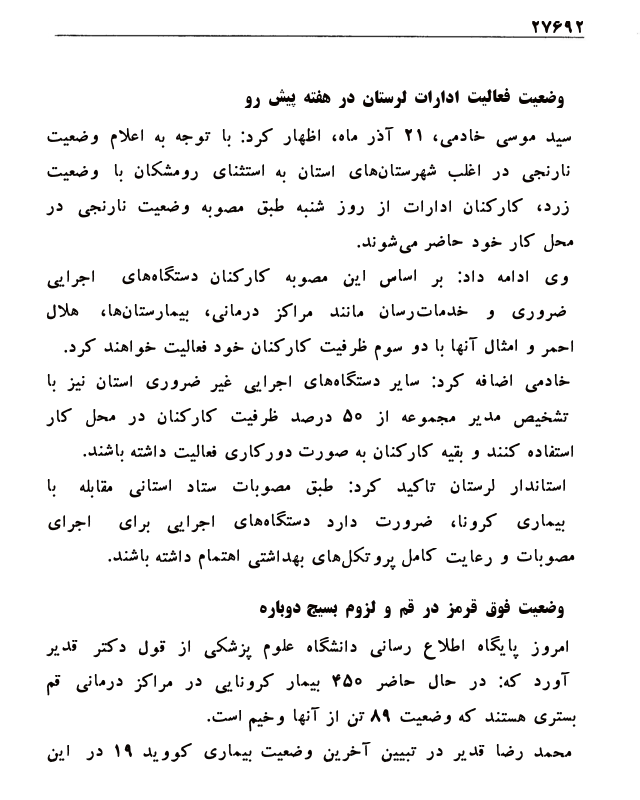 ۲۷۶۹۲
وضعیت فعالیت ادارات لرستان در هفته پیش رو
سید موسی خادمی، ۲۱ آذر ماه، اظهار کرد: با توجه به اعلام وضعیت
نارنجی در اغلب شهرستان‌های استان به استثنای رومشکان با وضعیت
زرد، کارکنان ادارات از روز شنبه طبق مصوبه وضعیت نارنجی در
محل کار خود حاضر می‌شوند.
وی ادامه داد: بر اساس این مصوبه کارکنان دستگاه‌های اجرایی
ضروری و خدمات‌رسان مانند مراکز درمانی، بیمارستان‌ها، هلال
احمر و امثال آنها با دو سوم ظرفیت کارکنان خود فعالیت خواهند کرد.
خادمی اضافه کرد: سایر دستگاه‌های اجرایی غیر ضروری استان نیز با
تشخیص مدیر مجموعه از ۵۰ درصد ظرفیت کارکنان در محل کار
استفاده کنند و بقیه کارکنان به صورت دورکاری فعالیت داشته باشند.
استاندار لرستان تاکید کرد: طبق مصوبات ستاد استانی مقابله با
بیماری کرونا، ضرورت دارد دستگاه‌های اجرایی برای اجرای
مصوبات و رعایت کامل پروتکل‌های بهداشتی اهتمام داشته باشند.
وضعیت فوق قرمز در قم و لزوم بسیج دوباره
امروز پایگاه اطلاع رسانی دانشگاه علوم پزشکی از قول دکتر قدیر
آورد که: در حال حاضر ۴۵۰ بیمار کرونایی در مراکز درمانی قم
بستری هستند که وضعیت ۸۹ تن از آنها وخیم است.
محمد رضا قدیر در تبیین آخرین وضعیت بیماری کووید ۱۹ در این